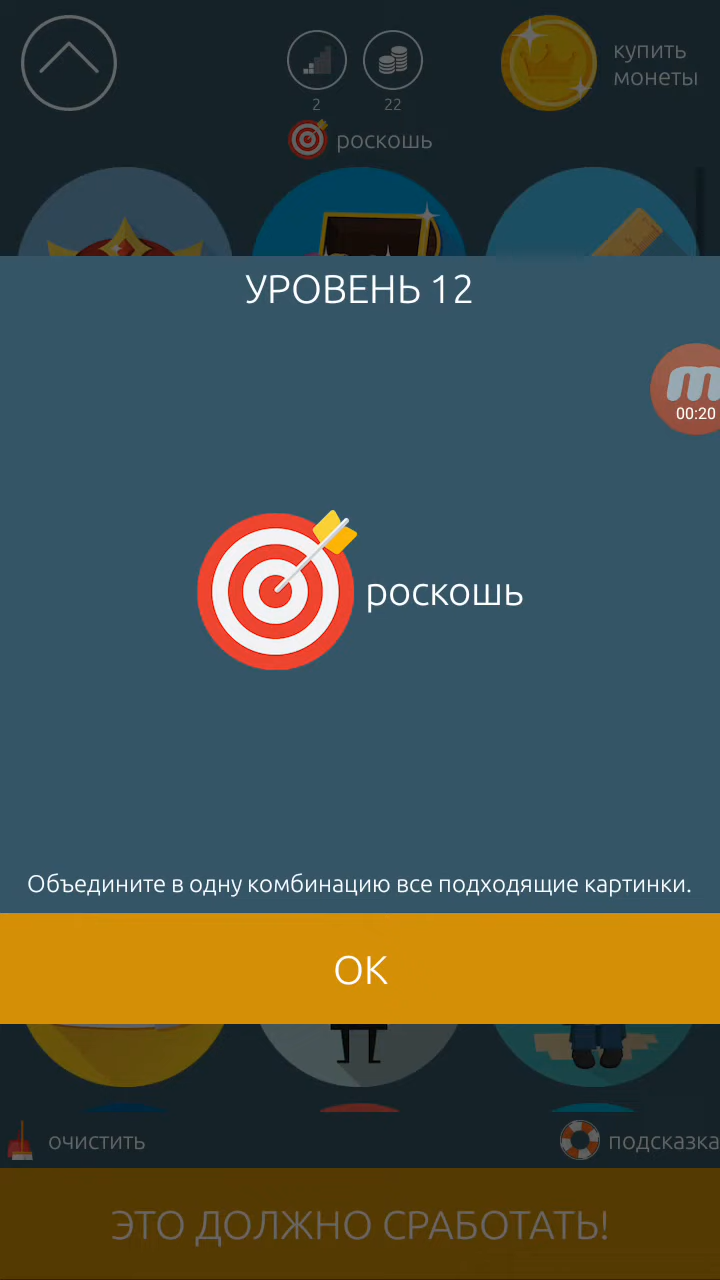 купить
монеты
2
22
роскошь
УРОВЕНЬ 12
m
00:20
роскошь
Объедините в одну комбинацию все подходящие картинки.
ОК
очистить
подсказка
ЭТО ДОЛЖНО СРАБОТАТЬ!